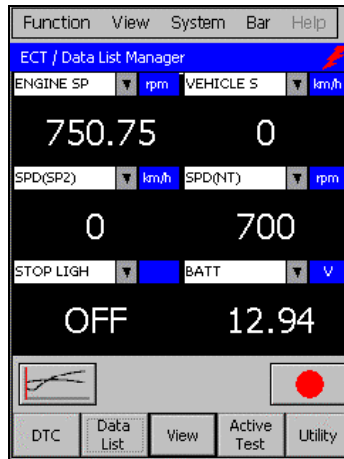 Function View System Bar Help
ECT / Data List Manager
ENGINE SP rpm VEHICLE S km/h
750.75 0
SPD(SP2) km/h SPD(NT) rpm
0 700
STOP LIGH BATT V
OFF 12.94
DTC Data List View Active Test Utility